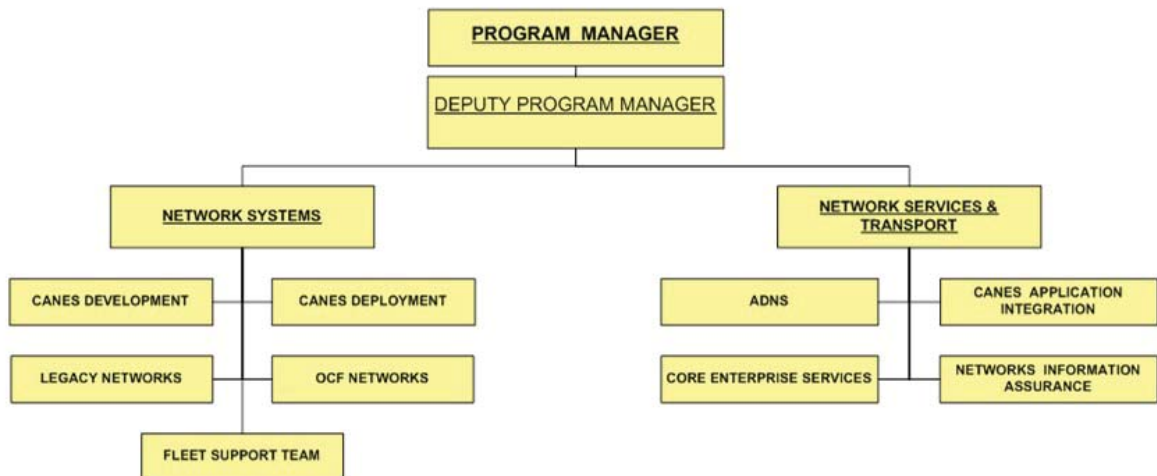 PROGRAM MANAGER
DEPUTY PROGRAM MANAGER
NETWORK SYSTEMS
NETWORK SERVICES &
TRANSPORT
CANES DEVELOPMENT
CANES DEPLOYMENT
ADNS
CANES APPLICATION
INTEGRATION
LEGACY NETWORKS
OCF NETWORKS
CORE ENTERPRISE SERVICES
NETWORKS INFORMATION
ASSURANCE
FLEET SUPPORT TEAM